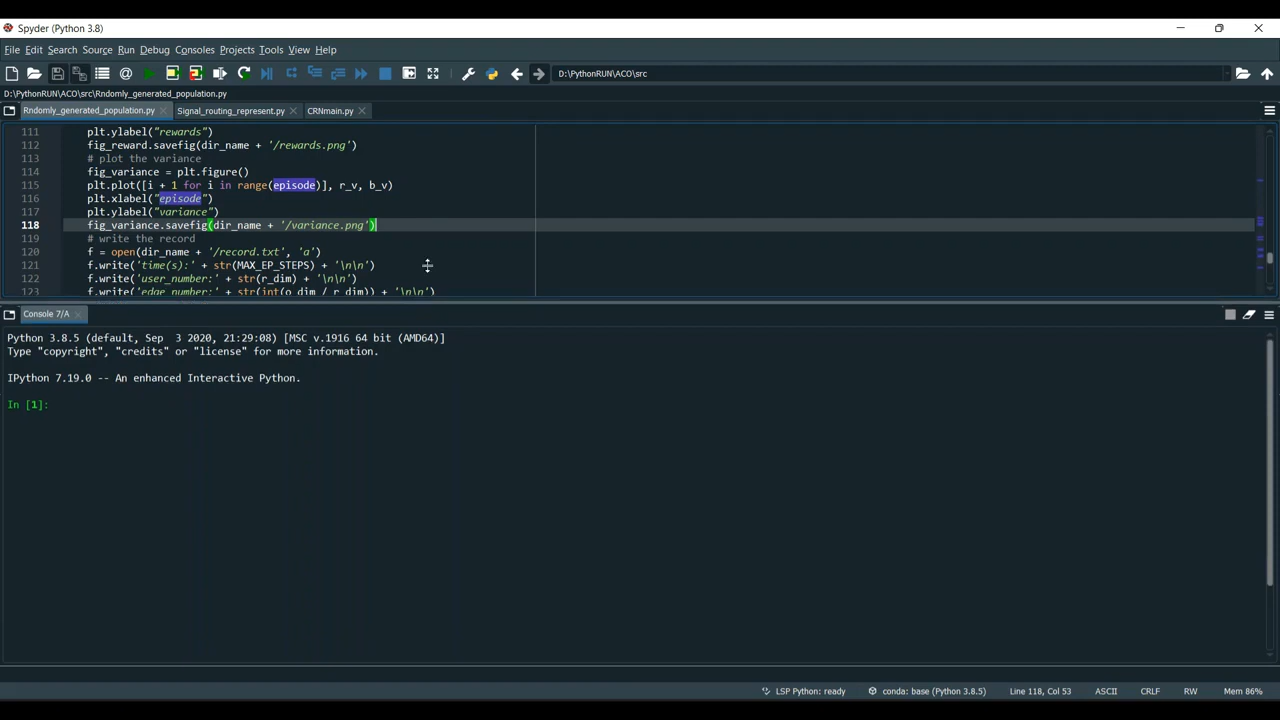 Spyder (Python 3.8)
File Edit Search Source Run Debug Consoles Projects Tools View Help
D:\PythonRUN\ACO\src
D:\PythonRUN\ACO\src\Rndomly_generated_population.py
Rndomly_generated_population.py Signal_routing_represent.py CRNmain.py
111 plt.ylabel("rewards")
112 fig_reward.savefig(dir_name + '/rewards.png')
113 # plot the variance
114 fig_variance = plt.figure()
115 plt.plot([i + 1 for i in range(episode)], r_v, b_v)
116 plt.xlabel("episode")
117 plt.ylabel("variance")
118 fig_variance.savefig(dir_name + '/variance.png')
119 # write the record
120 f = open(dir_name + '/record.txt', 'a')
121 f.write('time(s):' + str(MAX_EP_STEPS) + '\n\n')
122 f.write('user_number:' + str(r_dim) + '\n\n')
123 f.write('edge_number:' + str(int(o_dim / r_dim)) + '\n\n')
Console 7/A
Python 3.8.5 (default, Sep  3 2020, 21:29:08) [MSC v.1916 64 bit (AMD64)]
Type "copyright", "credits" or "license" for more information.
IPython 7.19.0 -- An enhanced Interactive Python.
In [1]:
LSP Python: ready conda: base (Python 3.8.5) Line 118, Col 53 ASCII CRLF RW Mem 86%